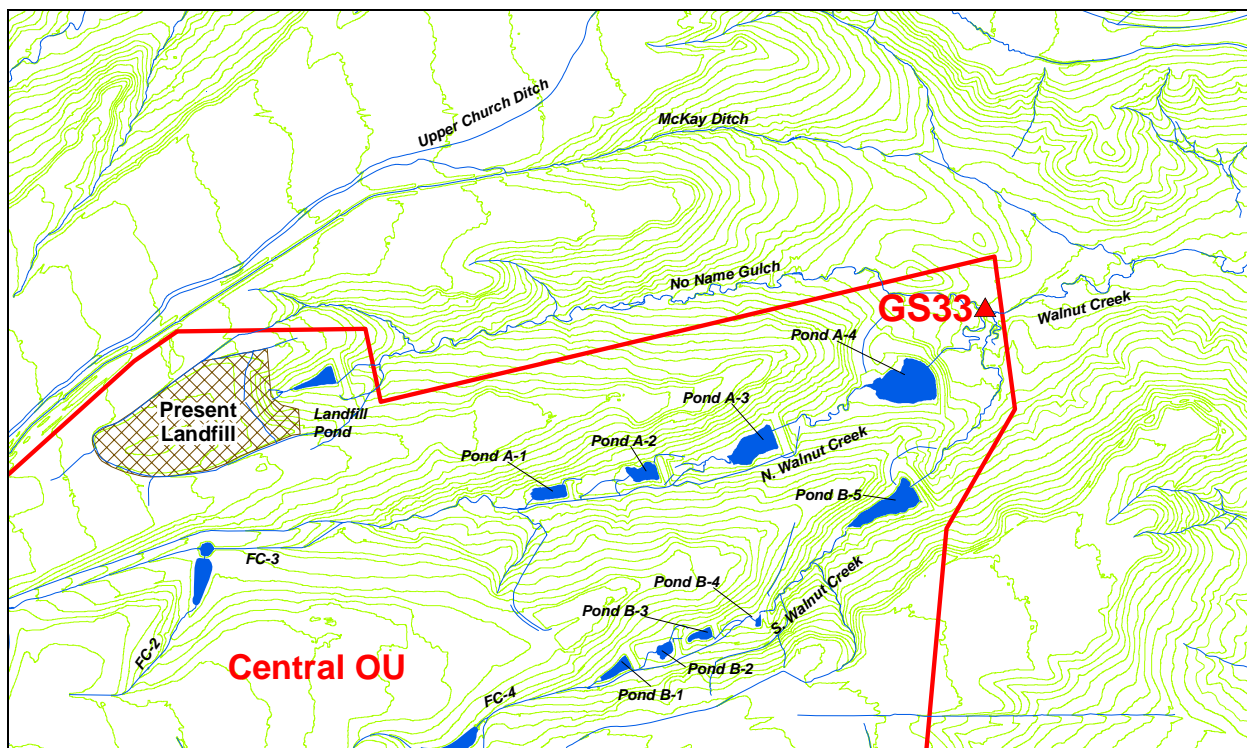 Upper Church Ditch
McKay Ditch
No Name Gulch
GS33
Walnut Creek
Pond A-4
Present
Landfill
Landfill
Pond
Pond A-3
Pond A-2
Pond A-1
N. Walnut Creek
Pond B-5
FC-3
FC-2
Pond B-4
S. Walnut Creek
Pond B-3
Central OU
Pond B-2
Pond B-1
FC-4